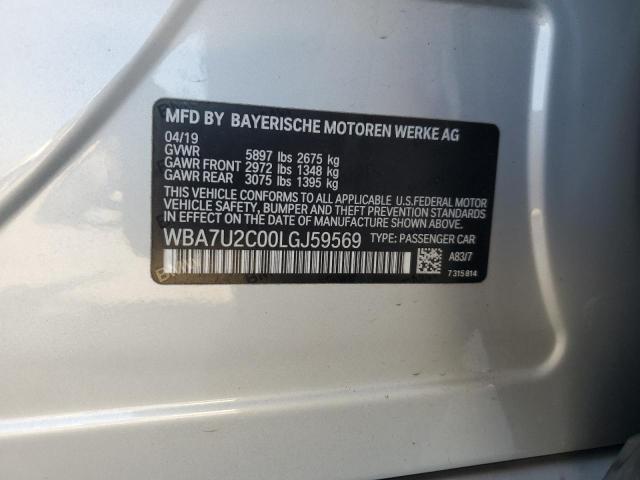 MFD BY BAYERISCHE MOTOREN WERKE AG
04/19
GVWR 5897 lbs 2675 kg
GAWR FRONT 2972 lbs 1348 kg
GAWR REAR 3075 lbs 1395 kg
THIS VEHICLE CONFORMS TO ALL APPLICABLE U.S.FEDERAL MOTOR
VEHICLE SAFETY, BUMPER, AND THEFT PREVENTION STANDARDS
IN EFFECT ON THE DATE OF MANUFACTURE SHOWN ABOVE.
WBA7U2C00LGJ59569 TYPE: PASSENGER CAR
A83/7
7315814